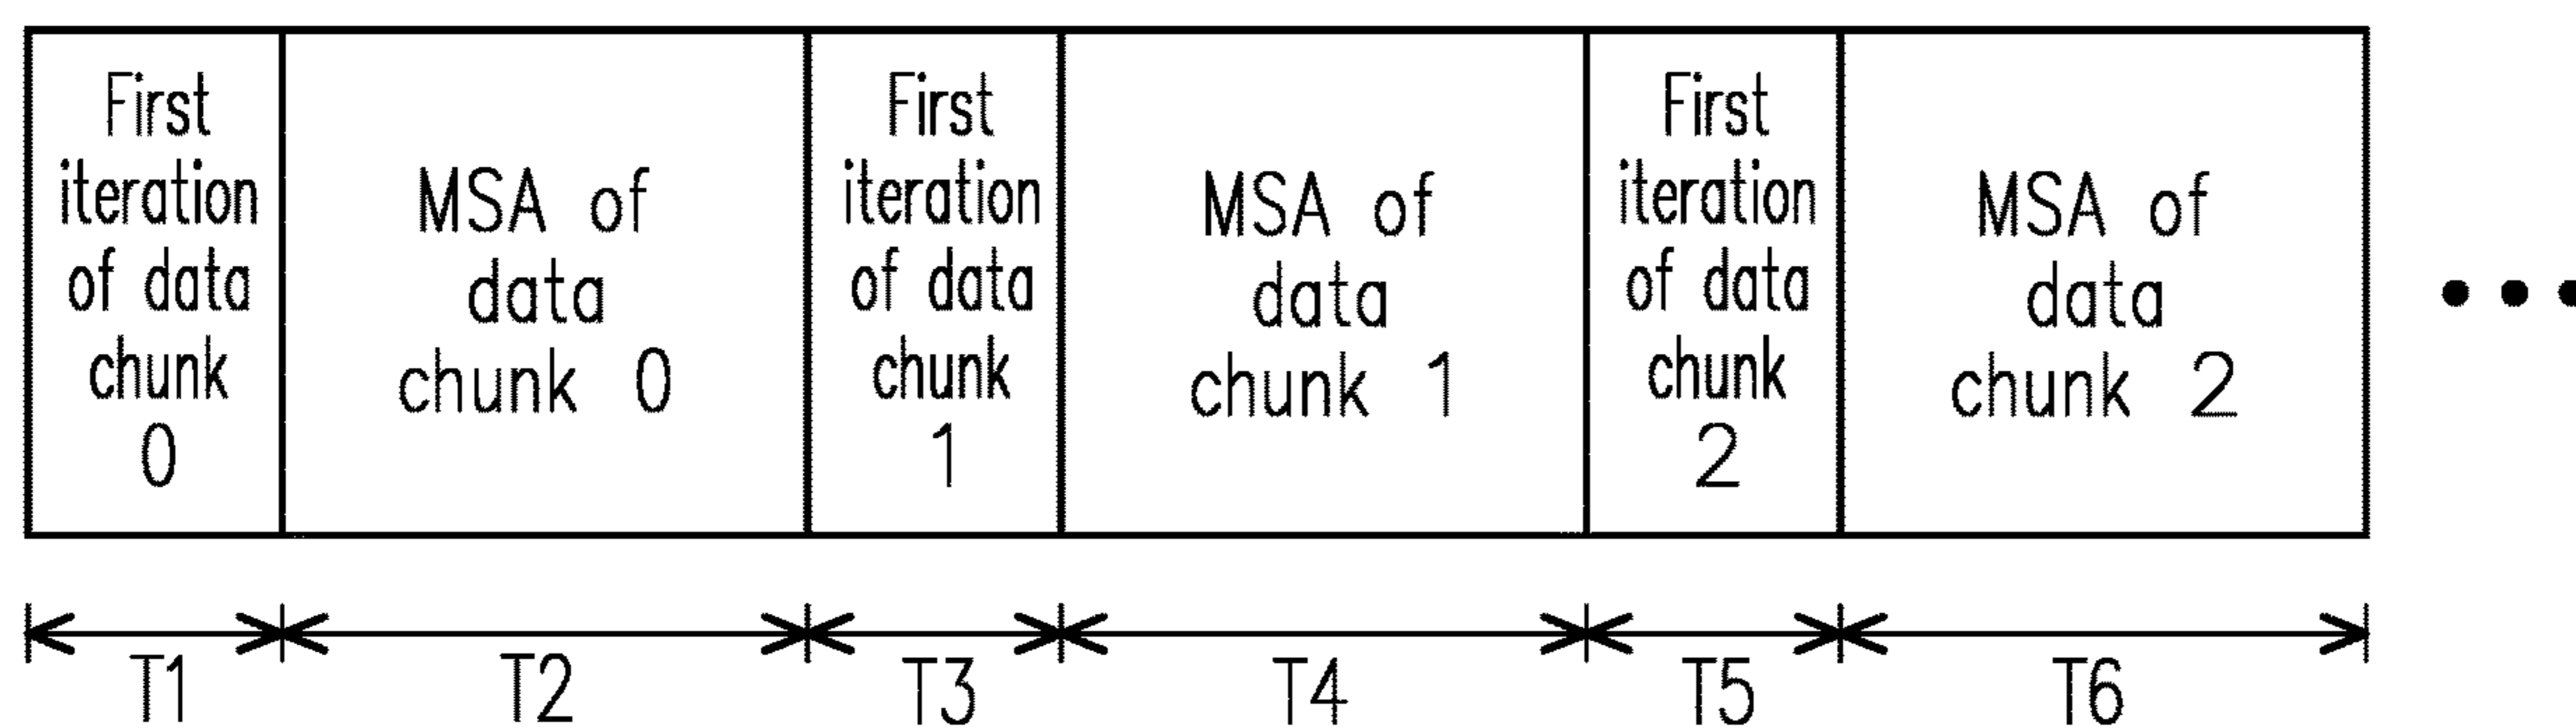 First
iteration
of data
chunk
0
MSA of
data
chunk 0
First
iteration
of data
chunk
1
MSA of
data
chunk 1
First
iteration
of data
chunk
2
MSA of
data
chunk 2
T1
T2
T3
T4
T5
T6